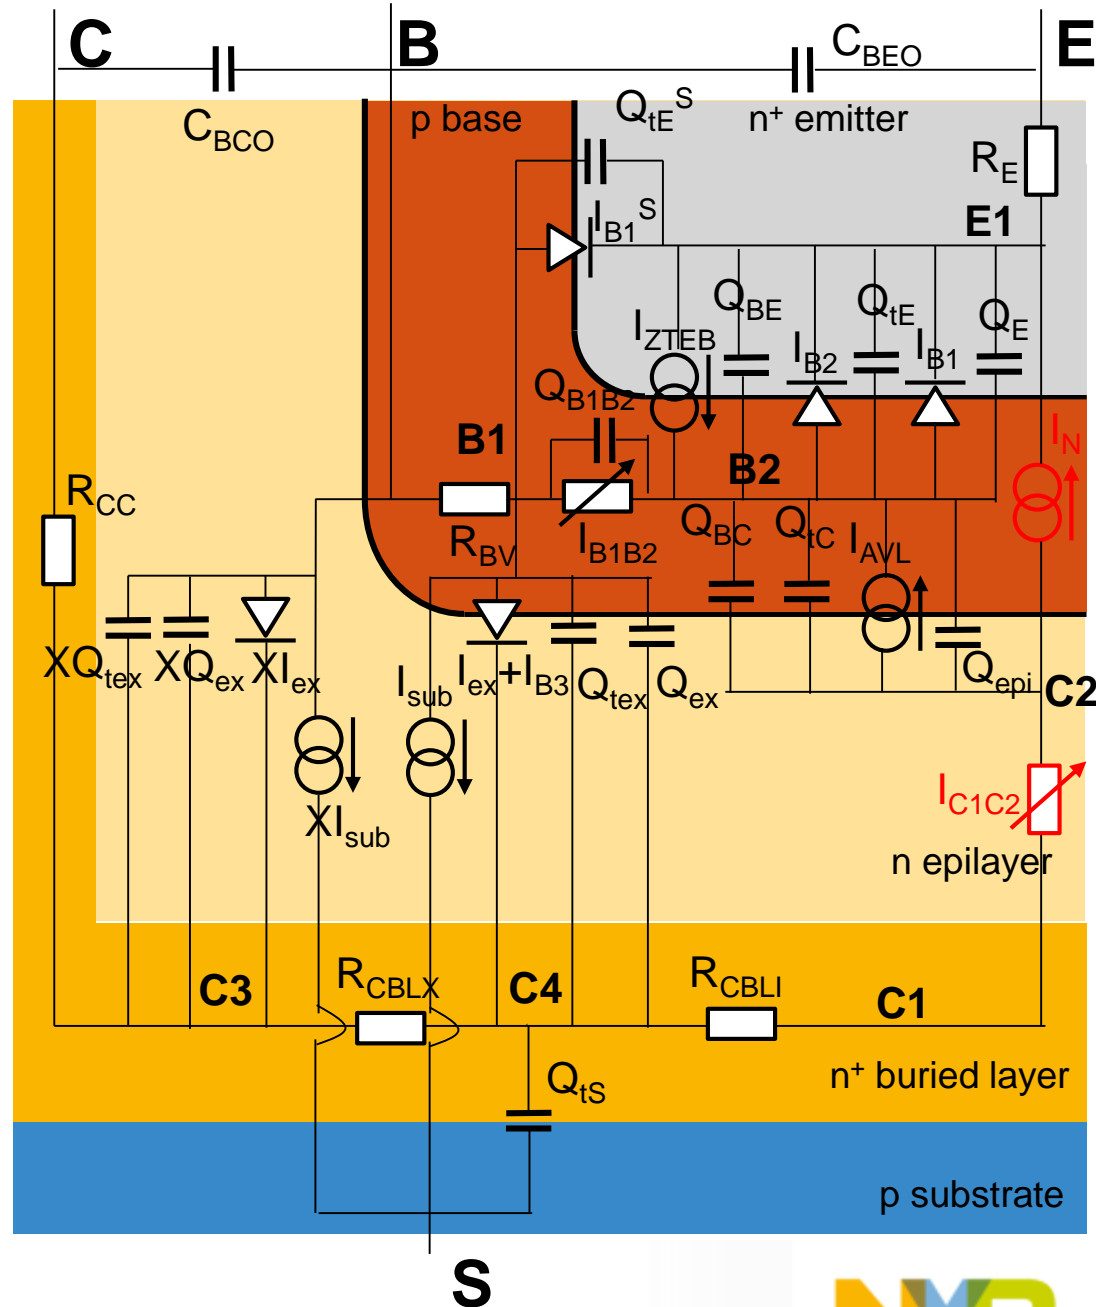 C B E
C_BEO
C_BCO
p base
Q_tE^S
n⁺ emitter
R_E
I_B1^S
E1
Q_BE
Q_tE
Q_E
I_ZTEB
I_B2
I_B1
Q_B1B2
B1
B2
I_N
R_CC
R_BV
I_B1B2
Q_BC
Q_tC
I_AVL
XQ_tex
XQ_ex
XI_ex
I_sub
I_ex+I_B3
Q_tex
Q_ex
Q_epi
C2
XI_sub
I_C1C2
n epilayer
C3
R_CBLX
C4
R_CBLI
C1
Q_tS
n⁺ buried layer
p substrate
S